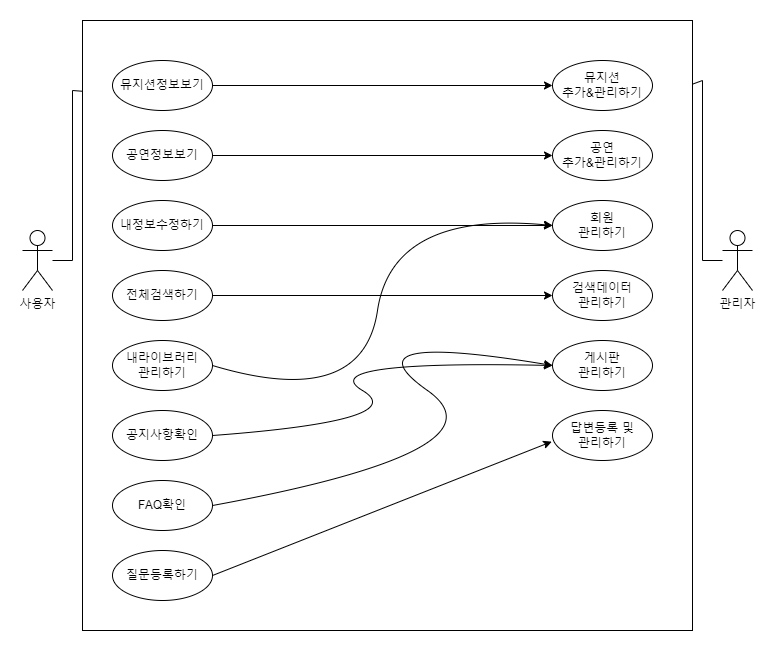 뮤지션정보보기
뮤지션
추가&관리하기
공연정보보기
공연
추가&관리하기
내정보수정하기
회원
관리하기
사용자
관리자
전체검색하기
검색데이터
관리하기
내라이브러리
관리하기
게시판
관리하기
공지사항확인
답변등록 및
관리하기
FAQ확인
질문등록하기